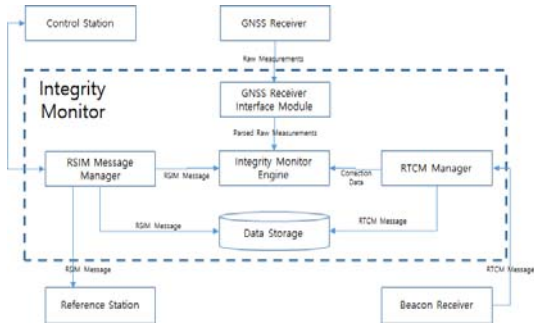 Control Station
GNSS Receiver
Raw Measurements
Integrity
Monitor
GNSS Receiver
Interface Module
Parsed Raw Measurements
RSIM Message
Manager
RSIM Message
Integrity Monitor
Engine
Correction
Data
RTCM Manager
RSIM Message
Data Storage
RTCM Message
RSIM Message
RTCM Message
Reference Station
Beacon Receiver